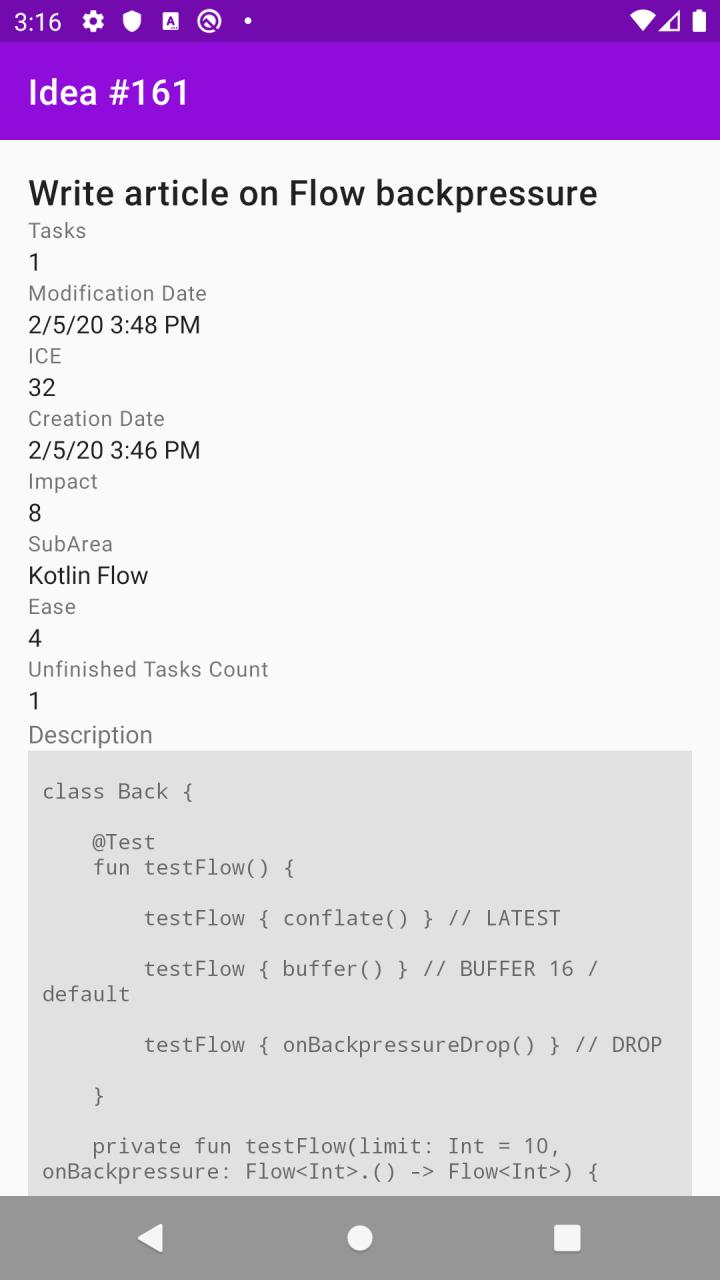 3:16
Idea #161
Write article on Flow backpressure
Tasks
1
Modification Date
2/5/20 3:48 PM
ICE
32
Creation Date
2/5/20 3:46 PM
Impact
8
SubArea
Kotlin Flow
Ease
4
Unfinished Tasks Count
1
Description
class Back {
    @Test
    fun testFlow() {
        testFlow { conflate() } // LATEST
        testFlow { buffer() } // BUFFER 16 /
default
        testFlow { onBackpressureDrop() } // DROP
    }
    private fun testFlow(limit: Int = 10,
onBackpressure: Flow<Int>.() -> Flow<Int>) {